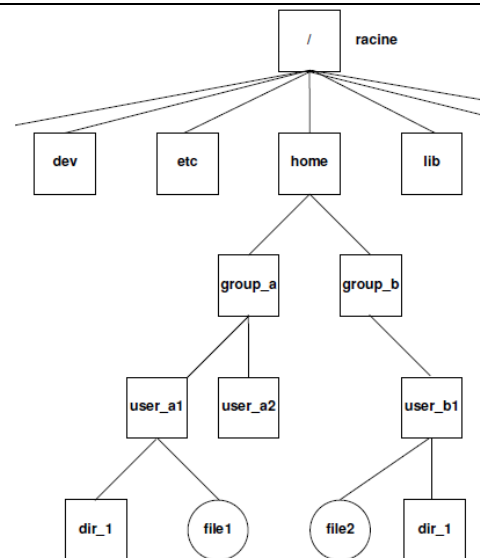 / racine
dev etc home lib
group_a group_b
user_a1 user_a2 user_b1
dir_1 file1 file2 dir_1